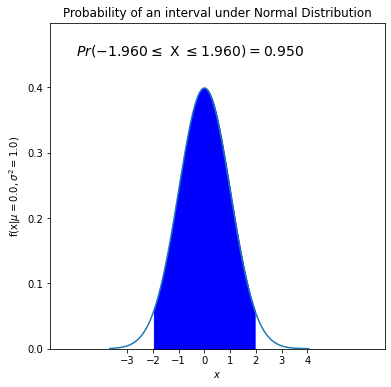 Probability of an interval under Normal Distribution
Pr(−1.960 ≤ X ≤ 1.960) = 0.950
f(x|μ = 0.0, σ² = 1.0)
0.4
0.3
0.2
0.1
0.0
−3 −2 −1 0 1 2 3 4
x